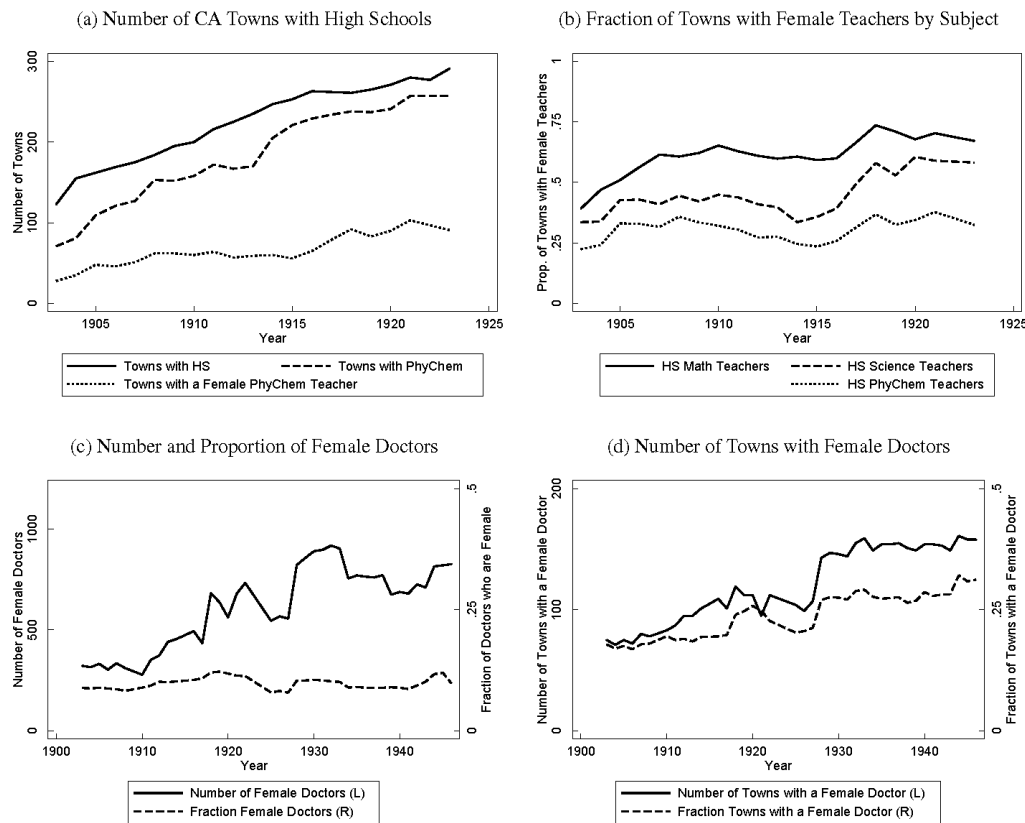 (a) Number of CA Towns with High Schools
Number of Towns
0 100 200 300
1905 1910 1915 1920 1925
Year
Towns with HS Towns with PhyChem
Towns with a Female PhyChem Teacher
(b) Fraction of Towns with Female Teachers by Subject
Prop. of Towns with Female Teachers
0 .25 .5 .75 1
1905 1910 1915 1920 1925
Year
HS Math Teachers HS Science Teachers
HS PhyChem Teachers
(c) Number and Proportion of Female Doctors
Number of Female Doctors
0 500 1000
Fraction of Doctors who are Female
0 .25 .5
1900 1910 1920 1930 1940
Year
Number of Female Doctors (L)
Fraction Female Doctors (R)
(d) Number of Towns with Female Doctors
Number of Towns with a Female Doctor
0 100 200
Fraction of Towns with a Female Doctor
0 .25 .5
1900 1910 1920 1930 1940
Year
Number of Towns with a Female Doctor (L)
Fraction Towns with a Female Doctor (R)